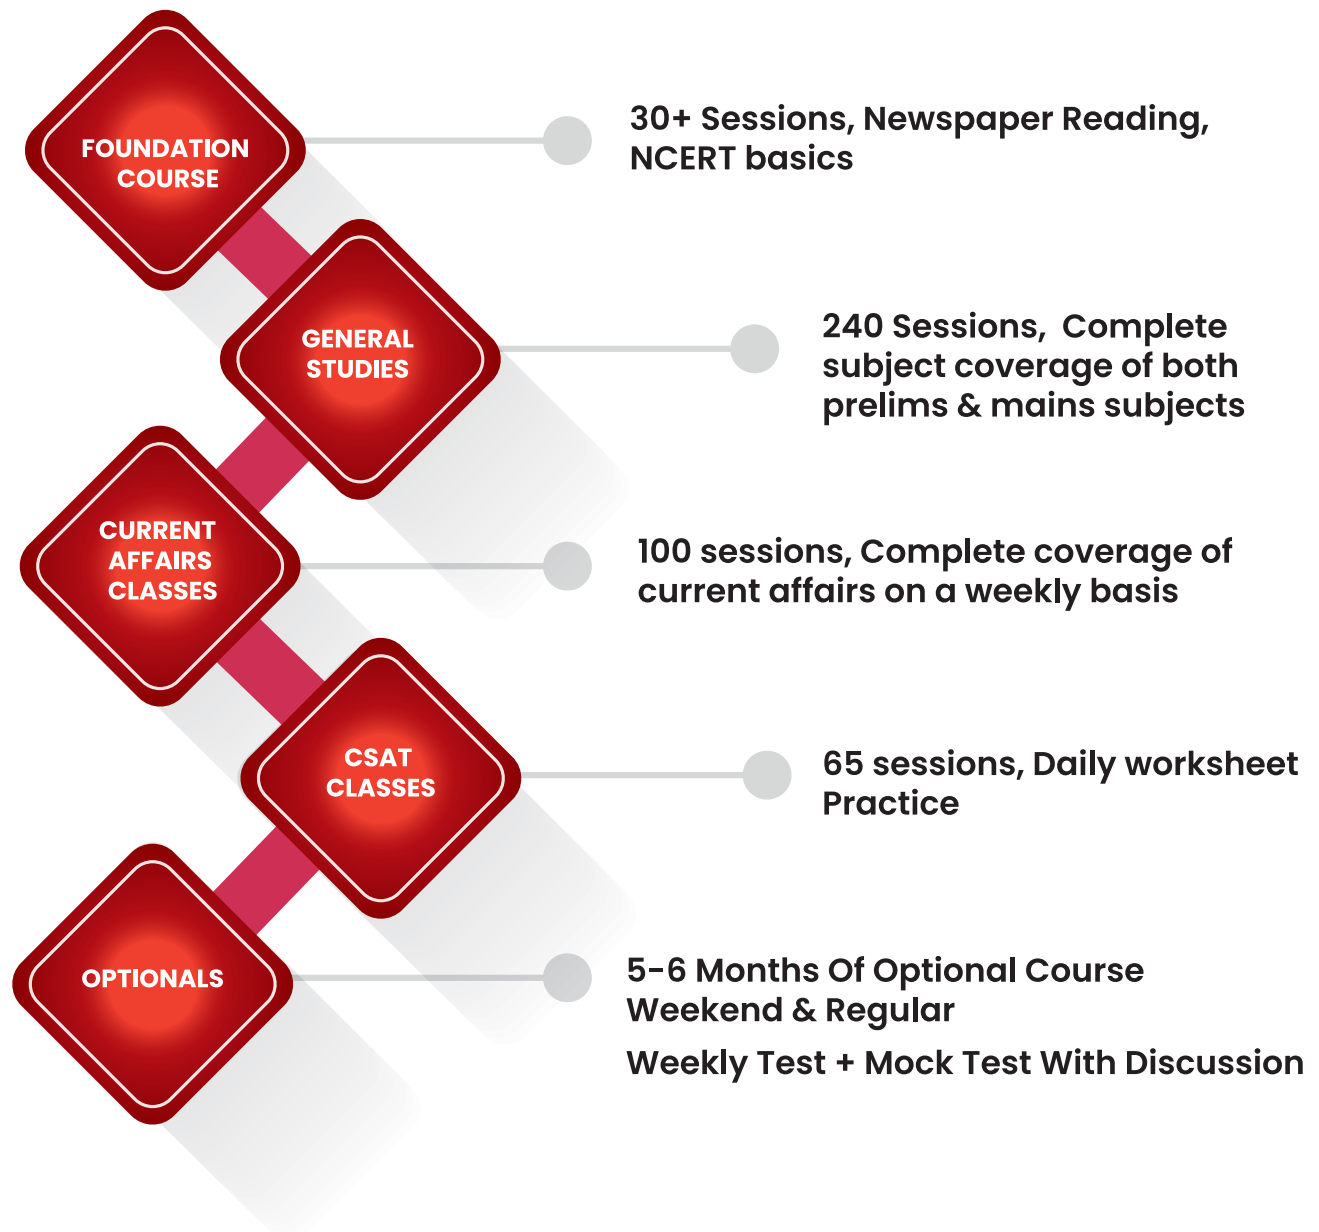 FOUNDATION
COURSE
30+ Sessions, Newspaper Reading,
NCERT basics
GENERAL
STUDIES
240 Sessions,  Complete
subject coverage of both
prelims & mains subjects
CURRENT
AFFAIRS
CLASSES
100 sessions, Complete coverage of
current affairs on a weekly basis
CSAT
CLASSES
65 sessions, Daily worksheet
Practice
OPTIONALS
5-6 Months Of Optional Course
Weekend & Regular
Weekly Test + Mock Test With Discussion